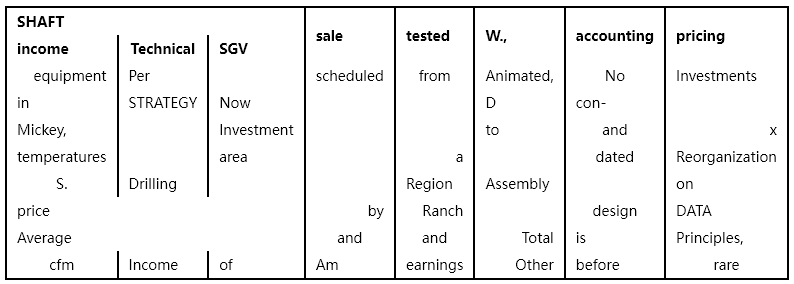 SHAFT
income Technical SGV sale tested W., accounting pricing
equipment Per scheduled from Animated, No Investments
in STRATEGY Now D con-
Mickey, Investment to and x
temperatures area a dated Reorganization
S. Drilling Region Assembly on
price by Ranch design DATA
Average and and Total is Principles,
cfm Income of Am earnings Other before rare